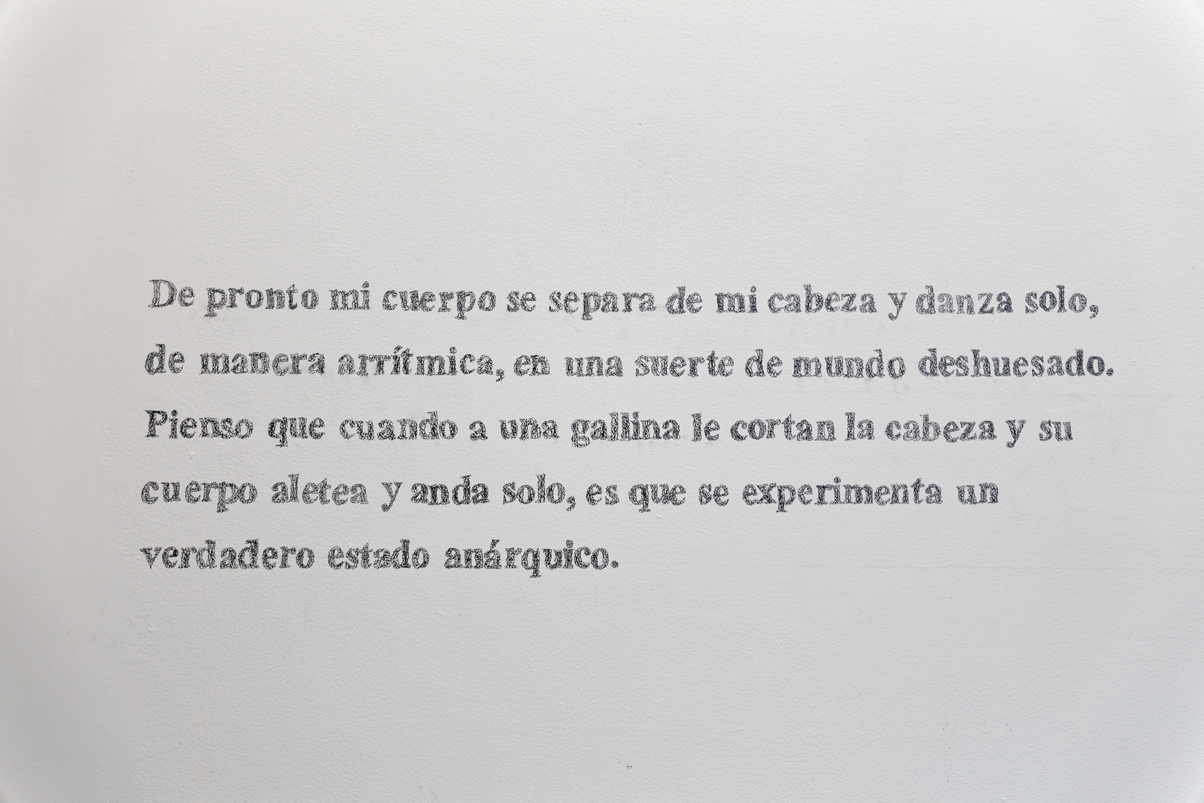 De pronto mi cuerpo se separa de mi cabeza y danza solo,
de manera arrítmica, en una suerte de mundo deshuesado.
Pienso que cuando a una gallina le cortan la cabeza y su
cuerpo aletea y anda solo, es que se experimenta un
verdadero estado anárquico.